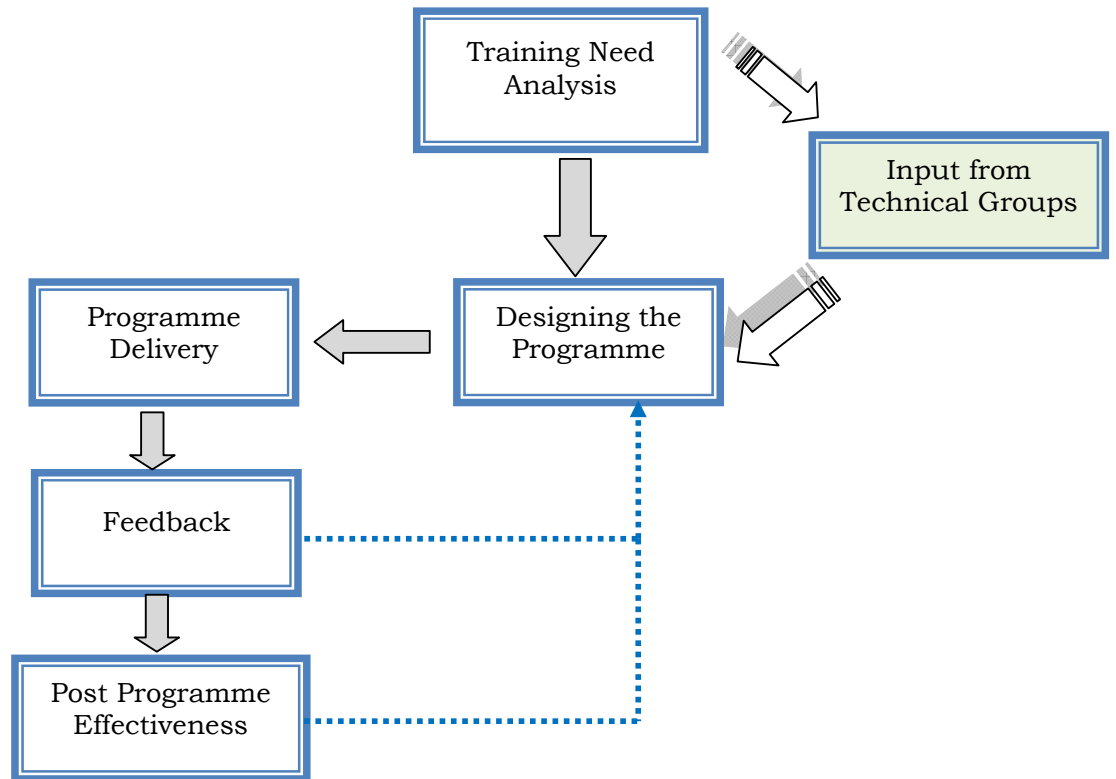 Training Need
Analysis
Input from
Technical Groups
Programme
Delivery
Designing the
Programme
Feedback
Post Programme
Effectiveness